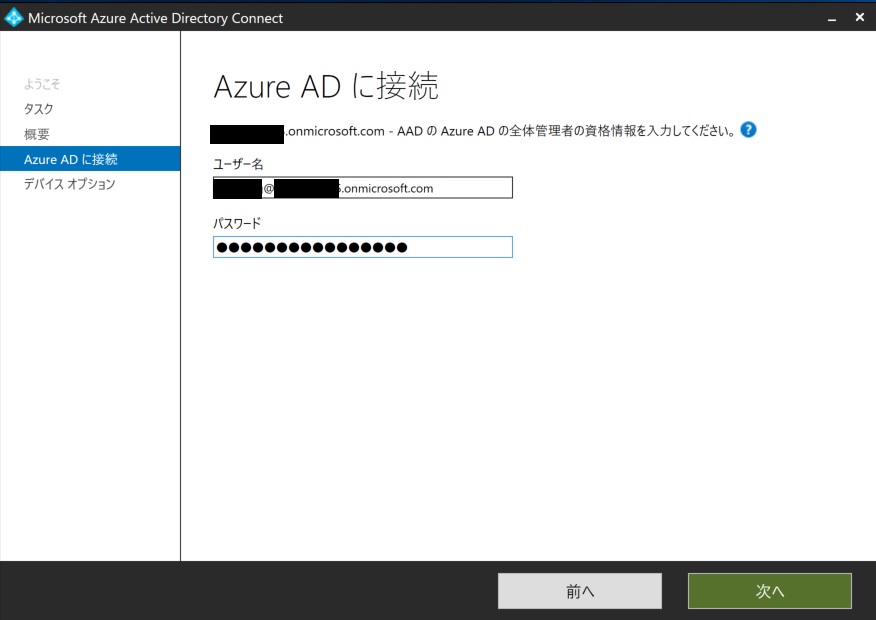 Microsoft Azure Active Directory Connect
ようこそ
タスク
概要
Azure AD に接続
デバイス オプション
Azure AD に接続
.onmicrosoft.com - AAD の Azure AD の全体管理者の資格情報を入力してください。 ?
ユーザー名
@ .onmicrosoft.com
パスワード
●●●●●●●●●●●●●●●●
前へ
次へ